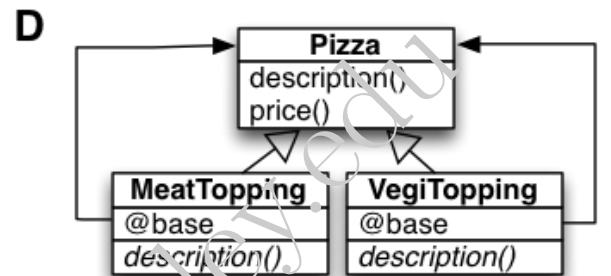 D
Pizza
description()
price()
MeatTopping
@base
description()
VegiTopping
@base
description()